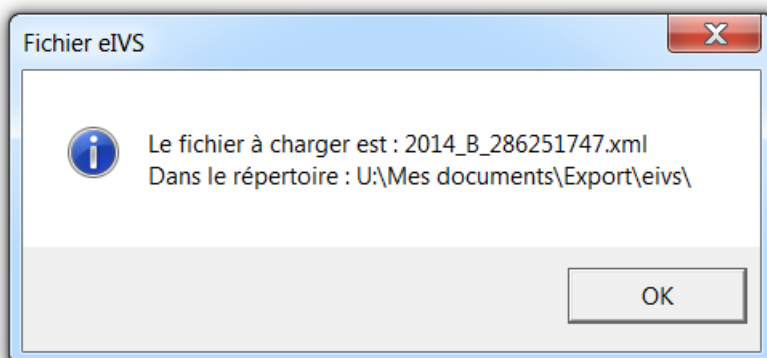 Fichier eIVS
Le fichier à charger est : 2014_B_286251747.xml
Dans le répertoire : U:\Mes documents\Export\eivs\
OK